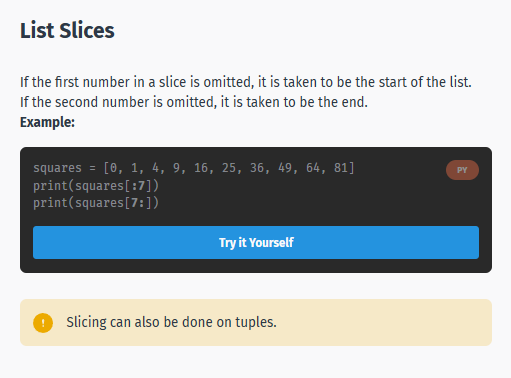 List Slices
If the first number in a slice is omitted, it is taken to be the start of the list.
If the second number is omitted, it is taken to be the end.
Example:
squares = [0, 1, 4, 9, 16, 25, 36, 49, 64, 81]
PY
print(squares[:7])
print(squares[7:])
Try it Yourself
!
Slicing can also be done on tuples.